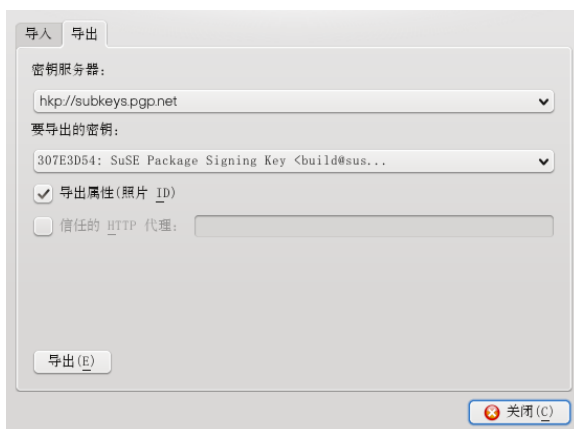 导入 导出
密钥服务器:
hkp://subkeys.pgp.net
要导出的密钥:
307E3D54: SuSE Package Signing Key <build@sus...
导出属性(照片 ID)
信任的 HTTP 代理:
导出(E)
关闭(C)